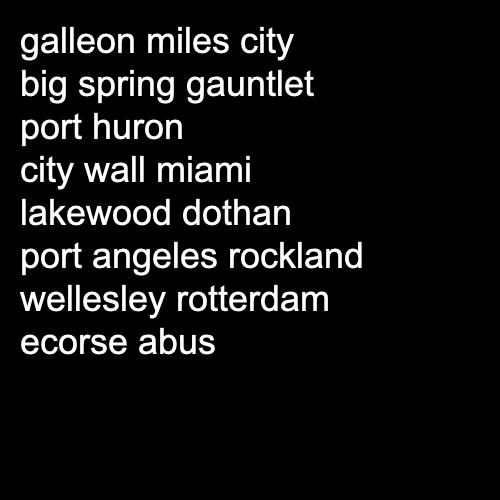 galleon miles city
big spring gauntlet
port huron
city wall miami
lakewood dothan
port angeles rockland
wellesley rotterdam
ecorse abus